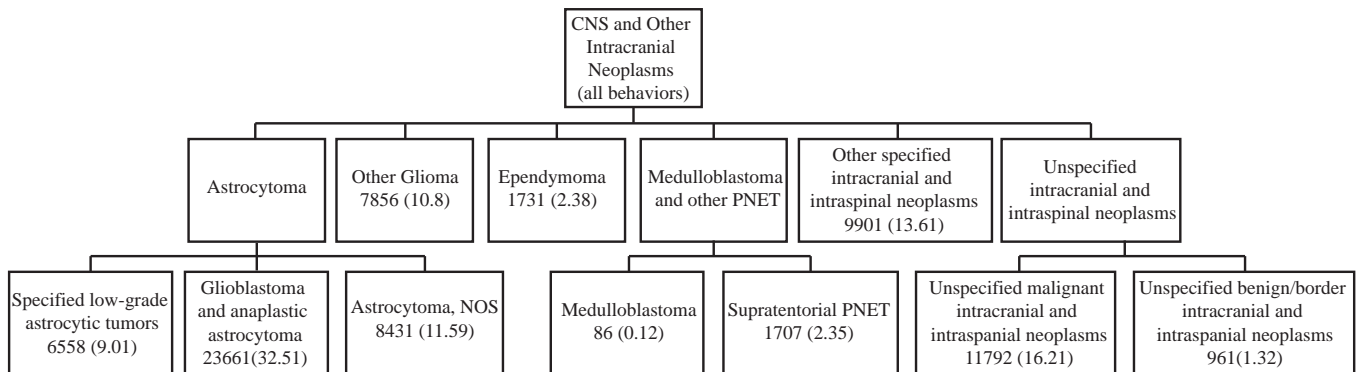 CNS and Other
Intracranial
Neoplasms
(all behaviors)
Astrocytoma
Other Glioma
7856 (10.8)
Ependymoma
1731 (2.38)
Medulloblastoma
and other PNET
Other specified
intracranial and
intraspinal neoplasms
9901 (13.61)
Unspecified
intracranial and
intraspinal neoplasms
Specified low-grade
astrocytic tumors
6558 (9.01)
Glioblastoma
and anaplastic
astrocytoma
23661(32.51)
Astrocytoma, NOS
8431 (11.59)
Medulloblastoma
86 (0.12)
Supratentorial PNET
1707 (2.35)
Unspecified malignant
intracranial and
intraspanial neoplasms
11792 (16.21)
Unspecified benign/border
intracranial and
intraspanial neoplasms
961(1.32)